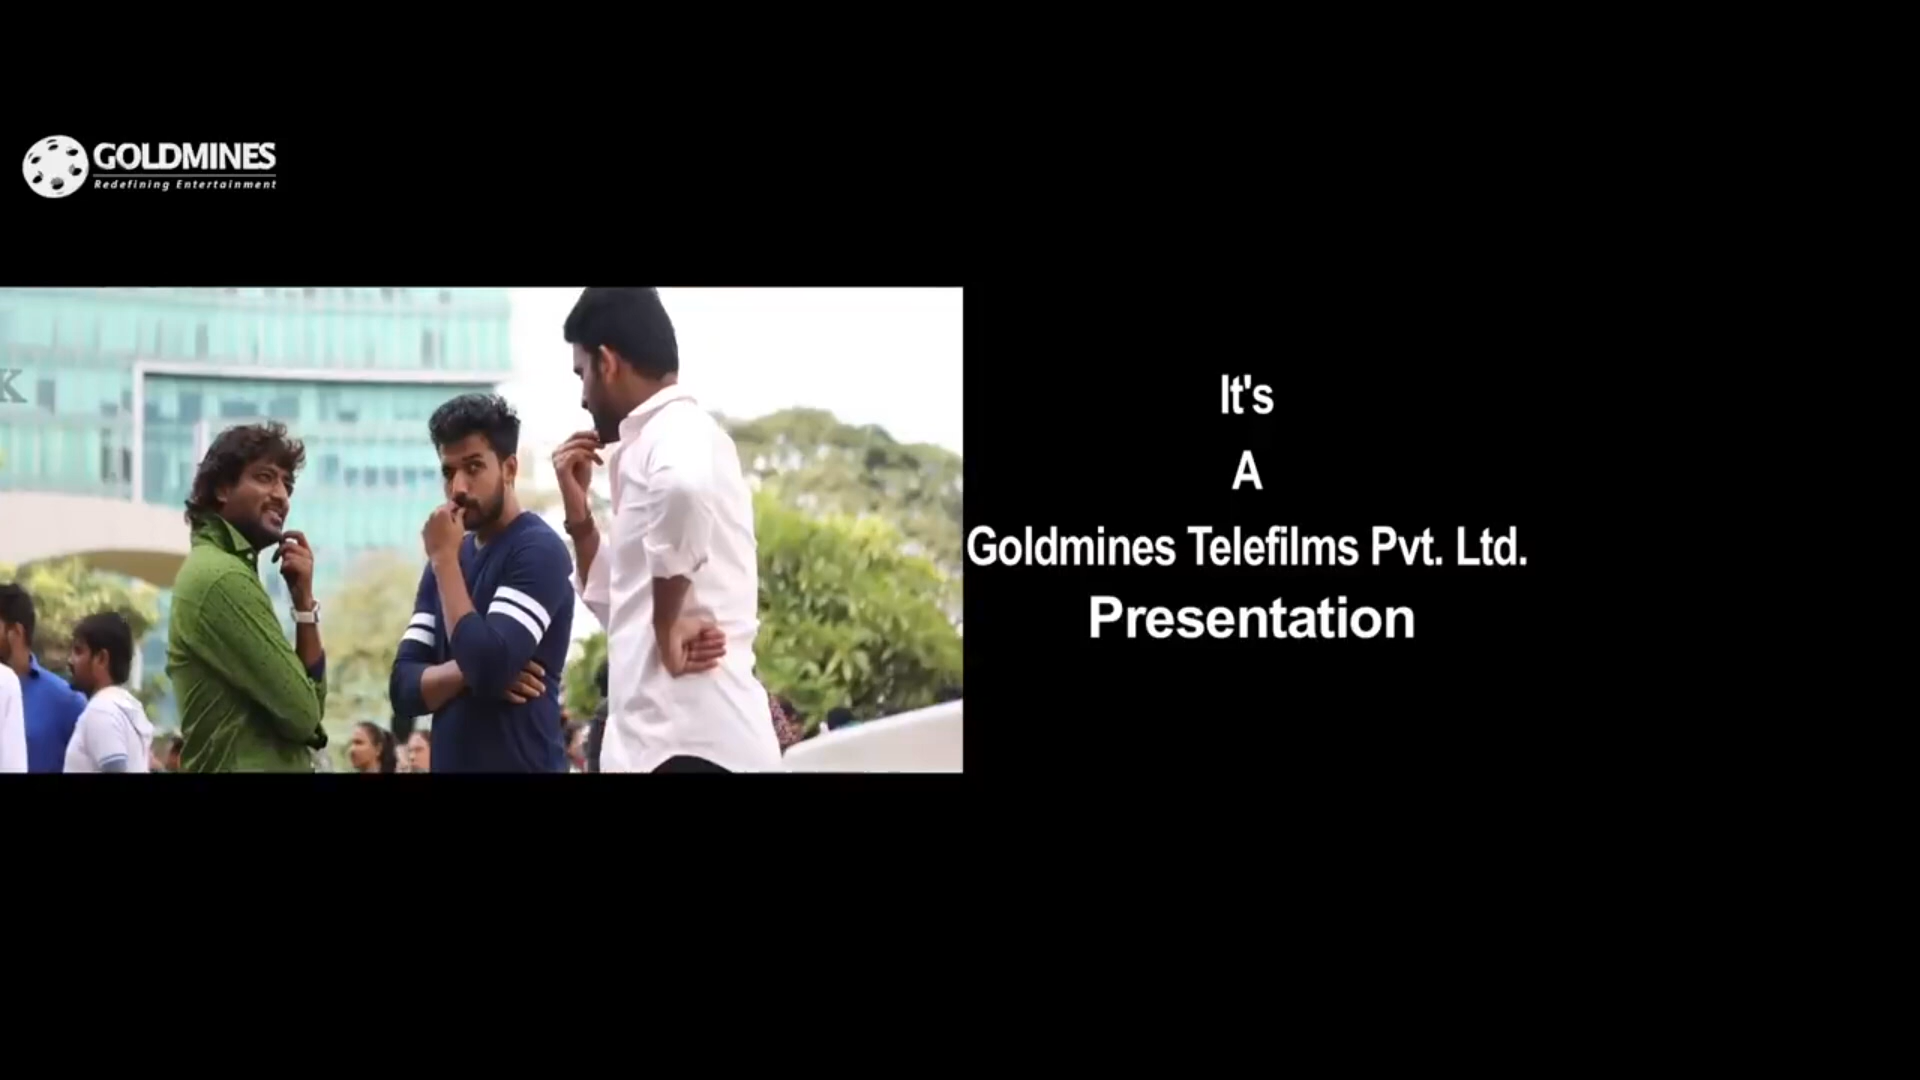 GOLDMINES
Redefining Entertainment
K
It's
A
Goldmines Telefilms Pvt. Ltd.
Presentation